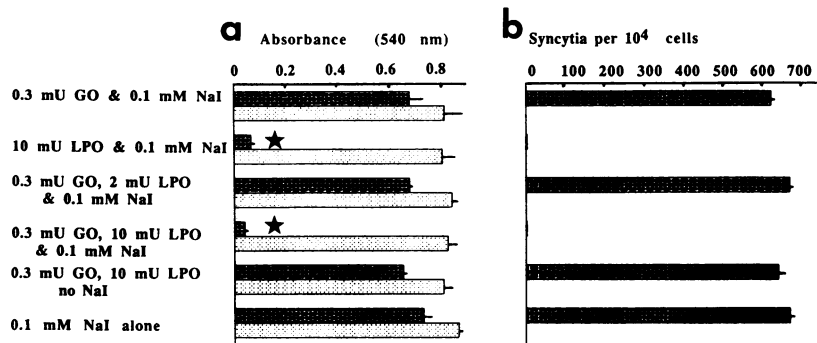 a
Absorbance (540 nm)
0 0.2 0.4 0.6 0.8
b
Syncytia per 10⁴ cells
0 100 200 300 400 500 600 700
0.3 mU GO & 0.1 mM NaI
10 mU LPO & 0.1 mM NaI
0.3 mU GO, 2 mU LPO
& 0.1 mM NaI
0.3 mU GO, 10 mU LPO
& 0.1 mM NaI
0.3 mU GO, 10 mU LPO
no NaI
0.1 mM NaI alone